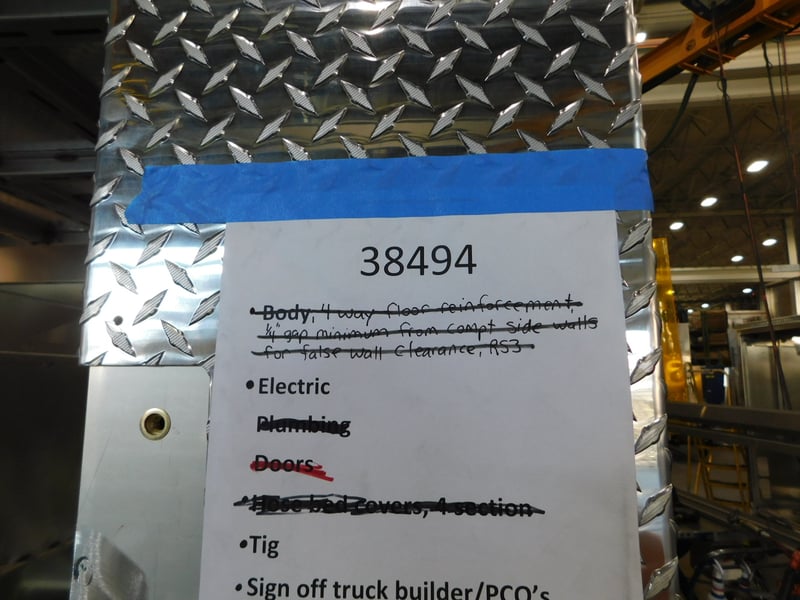 38494
• Body, 4 way floor reinforcement,
1/4" gap minimum from compt side walls
for false wall clearance, RS3
• Electric
Plumbing
Doors
• Hose bed covers, 4 section
• Tig
• Sign off truck builder/PCO's